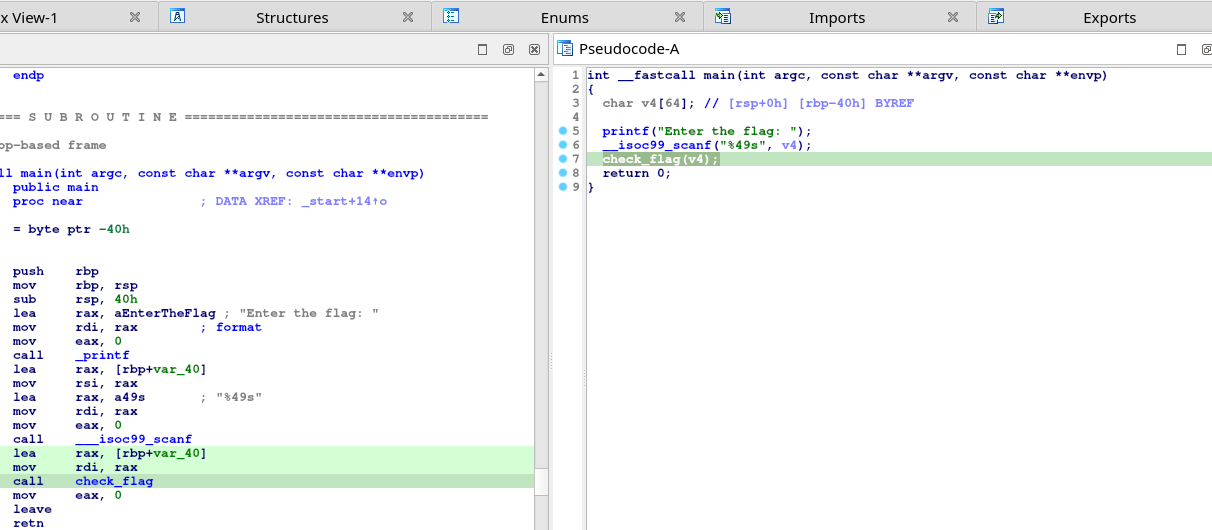 x View-1
Structures
Enums
Imports
Exports
endp
=== S U B R O U T I N E =======================================
op-based frame
ll main(int argc, const char **argv, const char **envp)
public main
proc near ; DATA XREF: _start+14↑o
= byte ptr -40h
push rbp
mov rbp, rsp
sub rsp, 40h
lea rax, aEnterTheFlag ; "Enter the flag: "
mov rdi, rax ; format
mov eax, 0
call _printf
lea rax, [rbp+var_40]
mov rsi, rax
lea rax, a49s ; "%49s"
mov rdi, rax
mov eax, 0
call ___isoc99_scanf
lea rax, [rbp+var_40]
mov rdi, rax
call check_flag
mov eax, 0
leave
retn
Pseudocode-A
1 int __fastcall main(int argc, const char **argv, const char **envp)
2 {
3 char v4[64]; // [rsp+0h] [rbp-40h] BYREF
4
5 printf("Enter the flag: ");
6 __isoc99_scanf("%49s", v4);
7 check_flag(v4);
8 return 0;
9 }